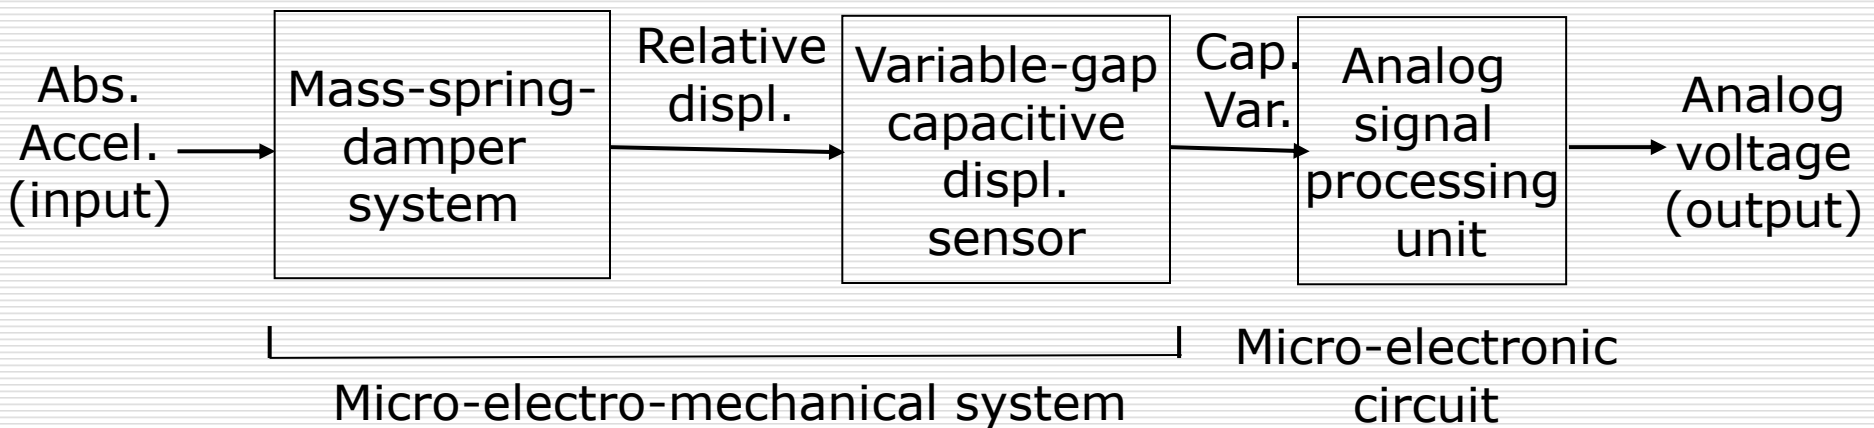 Abs.
Accel.
(input)
Mass-spring-
damper
system
Relative
displ.
Variable-gap
capacitive
displ.
sensor
Cap.
Var.
Analog
signal
processing
unit
Analog
voltage
(output)
Micro-electro-mechanical system
Micro-electronic
circuit